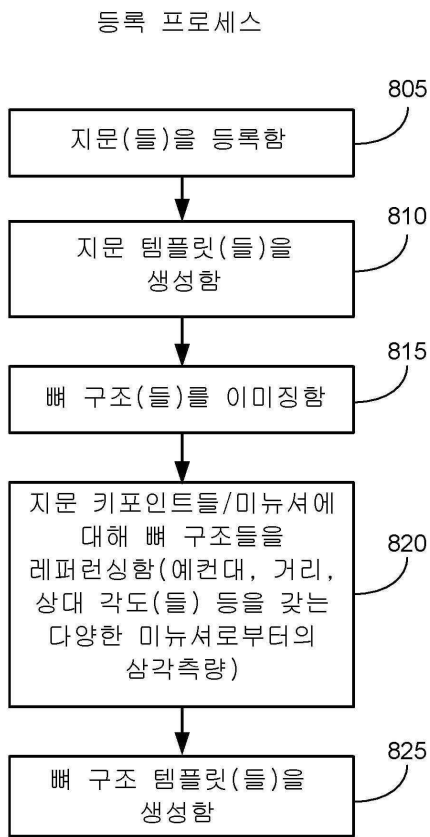 등록 프로세스
805
지문(들)을 등록함
810
지문 템플릿(들)을
생성함
815
뼈 구조(들)를 이미징함
820
지문 키포인트들/미뉴셔에
대해 뼈 구조들을
레퍼런싱함(예컨대, 거리,
상대 각도(들) 등을 갖는
다양한 미뉴셔로부터의
삼각측량)
825
뼈 구조 템플릿(들)을
생성함